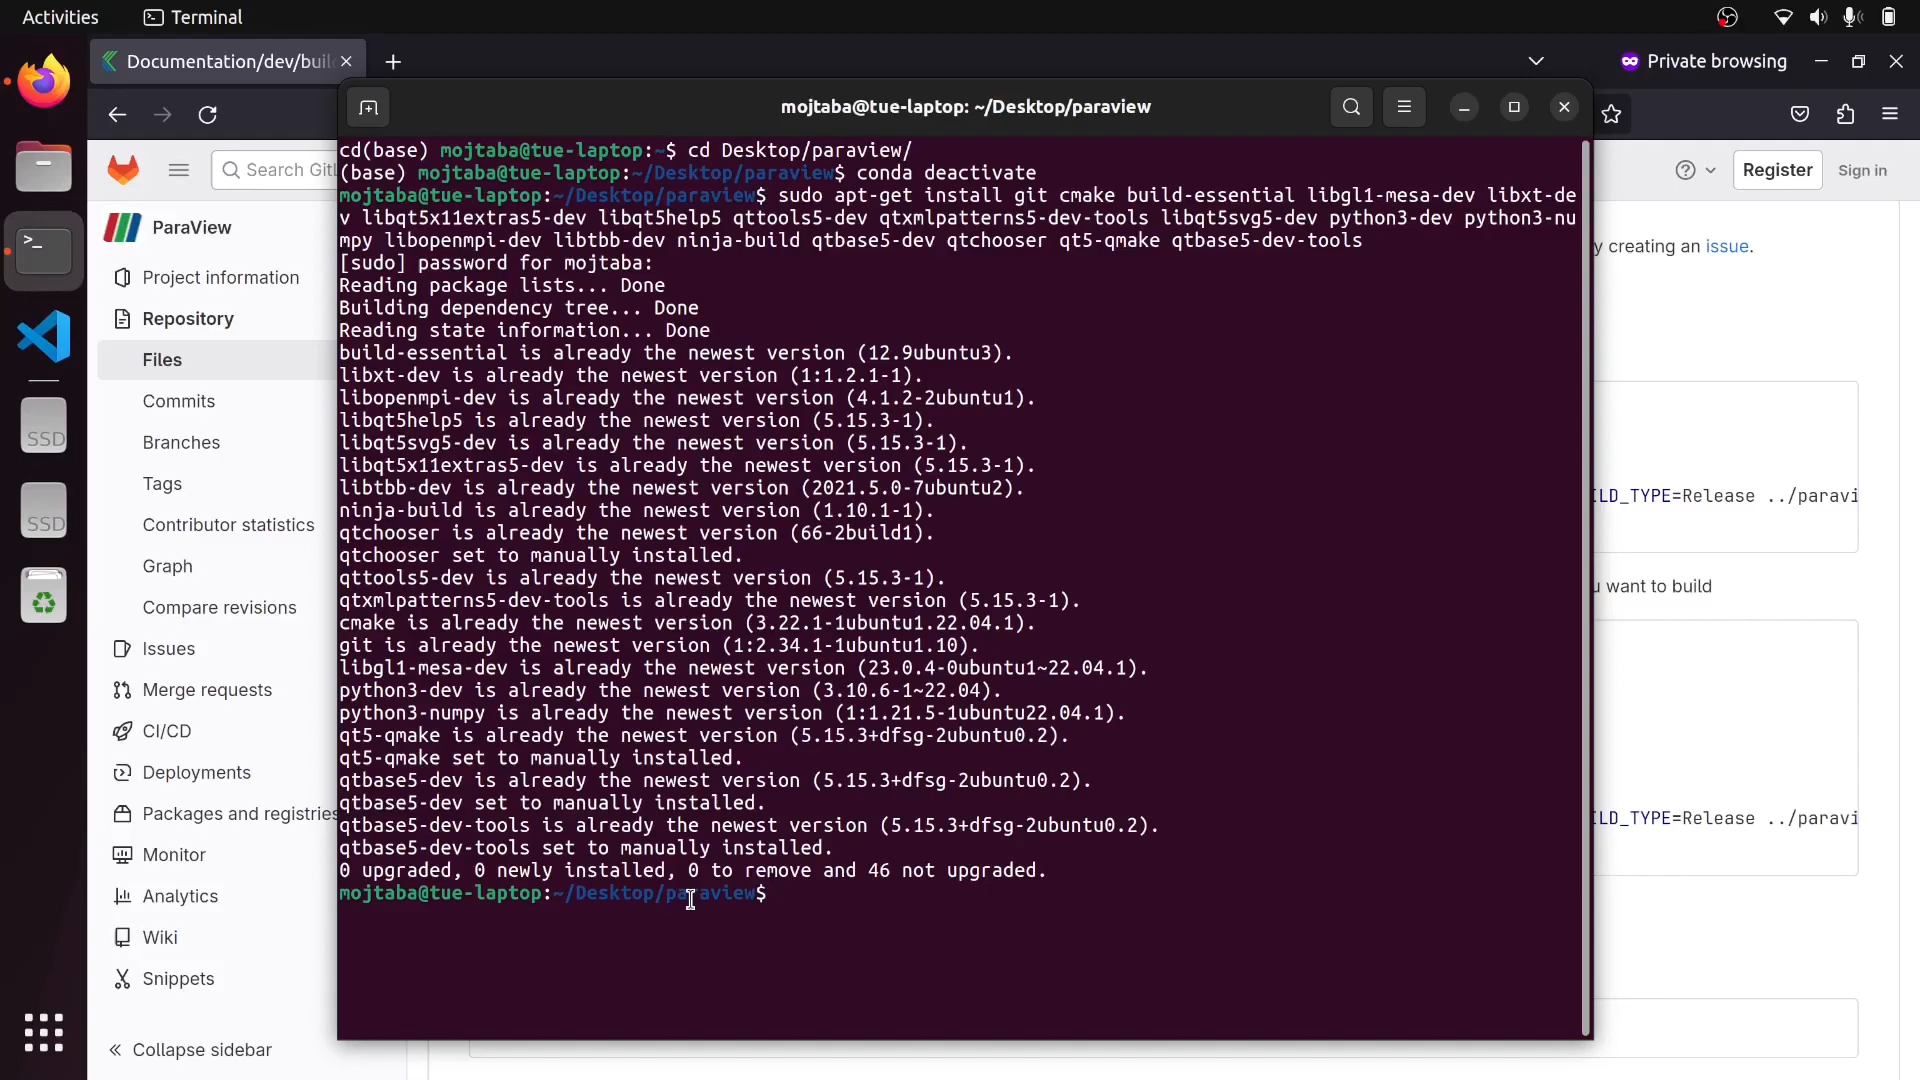 Activities
Terminal
Documentation/dev/buil
Private browsing
mojtaba@tue-laptop: ~/Desktop/paraview
cd(base) mojtaba@tue-laptop:~$ cd Desktop/paraview/
(base) mojtaba@tue-laptop:~/Desktop/paraview$ conda deactivate
mojtaba@tue-laptop:~/Desktop/paraview$ sudo apt-get install git cmake build-essential libgl1-mesa-dev libxt-de
v libqt5x11extras5-dev libqt5help5 qttools5-dev qtxmlpatterns5-dev-tools libqt5svg5-dev python3-dev python3-nu
mpy libopenmpi-dev libtbb-dev ninja-build qtbase5-dev qtchooser qt5-qmake qtbase5-dev-tools
[sudo] password for mojtaba:
Reading package lists... Done
Building dependency tree... Done
Reading state information... Done
build-essential is already the newest version (12.9ubuntu3).
libxt-dev is already the newest version (1:1.2.1-1).
libopenmpi-dev is already the newest version (4.1.2-2ubuntu1).
libqt5help5 is already the newest version (5.15.3-1).
libqt5svg5-dev is already the newest version (5.15.3-1).
libqt5x11extras5-dev is already the newest version (5.15.3-1).
libtbb-dev is already the newest version (2021.5.0-7ubuntu2).
ninja-build is already the newest version (1.10.1-1).
qtchooser is already the newest version (66-2build1).
qtchooser set to manually installed.
qttools5-dev is already the newest version (5.15.3-1).
qtxmlpatterns5-dev-tools is already the newest version (5.15.3-1).
cmake is already the newest version (3.22.1-1ubuntu1.22.04.1).
git is already the newest version (1:2.34.1-1ubuntu1.10).
libgl1-mesa-dev is already the newest version (23.0.4-0ubuntu1~22.04.1).
python3-dev is already the newest version (3.10.6-1~22.04).
python3-numpy is already the newest version (1:1.21.5-1ubuntu22.04.1).
qt5-qmake is already the newest version (5.15.3+dfsg-2ubuntu0.2).
qt5-qmake set to manually installed.
qtbase5-dev is already the newest version (5.15.3+dfsg-2ubuntu0.2).
qtbase5-dev set to manually installed.
qtbase5-dev-tools is already the newest version (5.15.3+dfsg-2ubuntu0.2).
qtbase5-dev-tools set to manually installed.
0 upgraded, 0 newly installed, 0 to remove and 46 not upgraded.
mojtaba@tue-laptop:~/Desktop/paraview$
Search GitL
Register
Sign in
ParaView
Project information
Repository
Files
Commits
Branches
Tags
Contributor statistics
Graph
Compare revisions
Issues
Merge requests
CI/CD
Deployments
Packages and registries
Monitor
Analytics
Wiki
Snippets
Collapse sidebar
y creating an issue.
ILD_TYPE=Release ../paravi
u want to build
ILD_TYPE=Release ../paravi
SSD
SSD